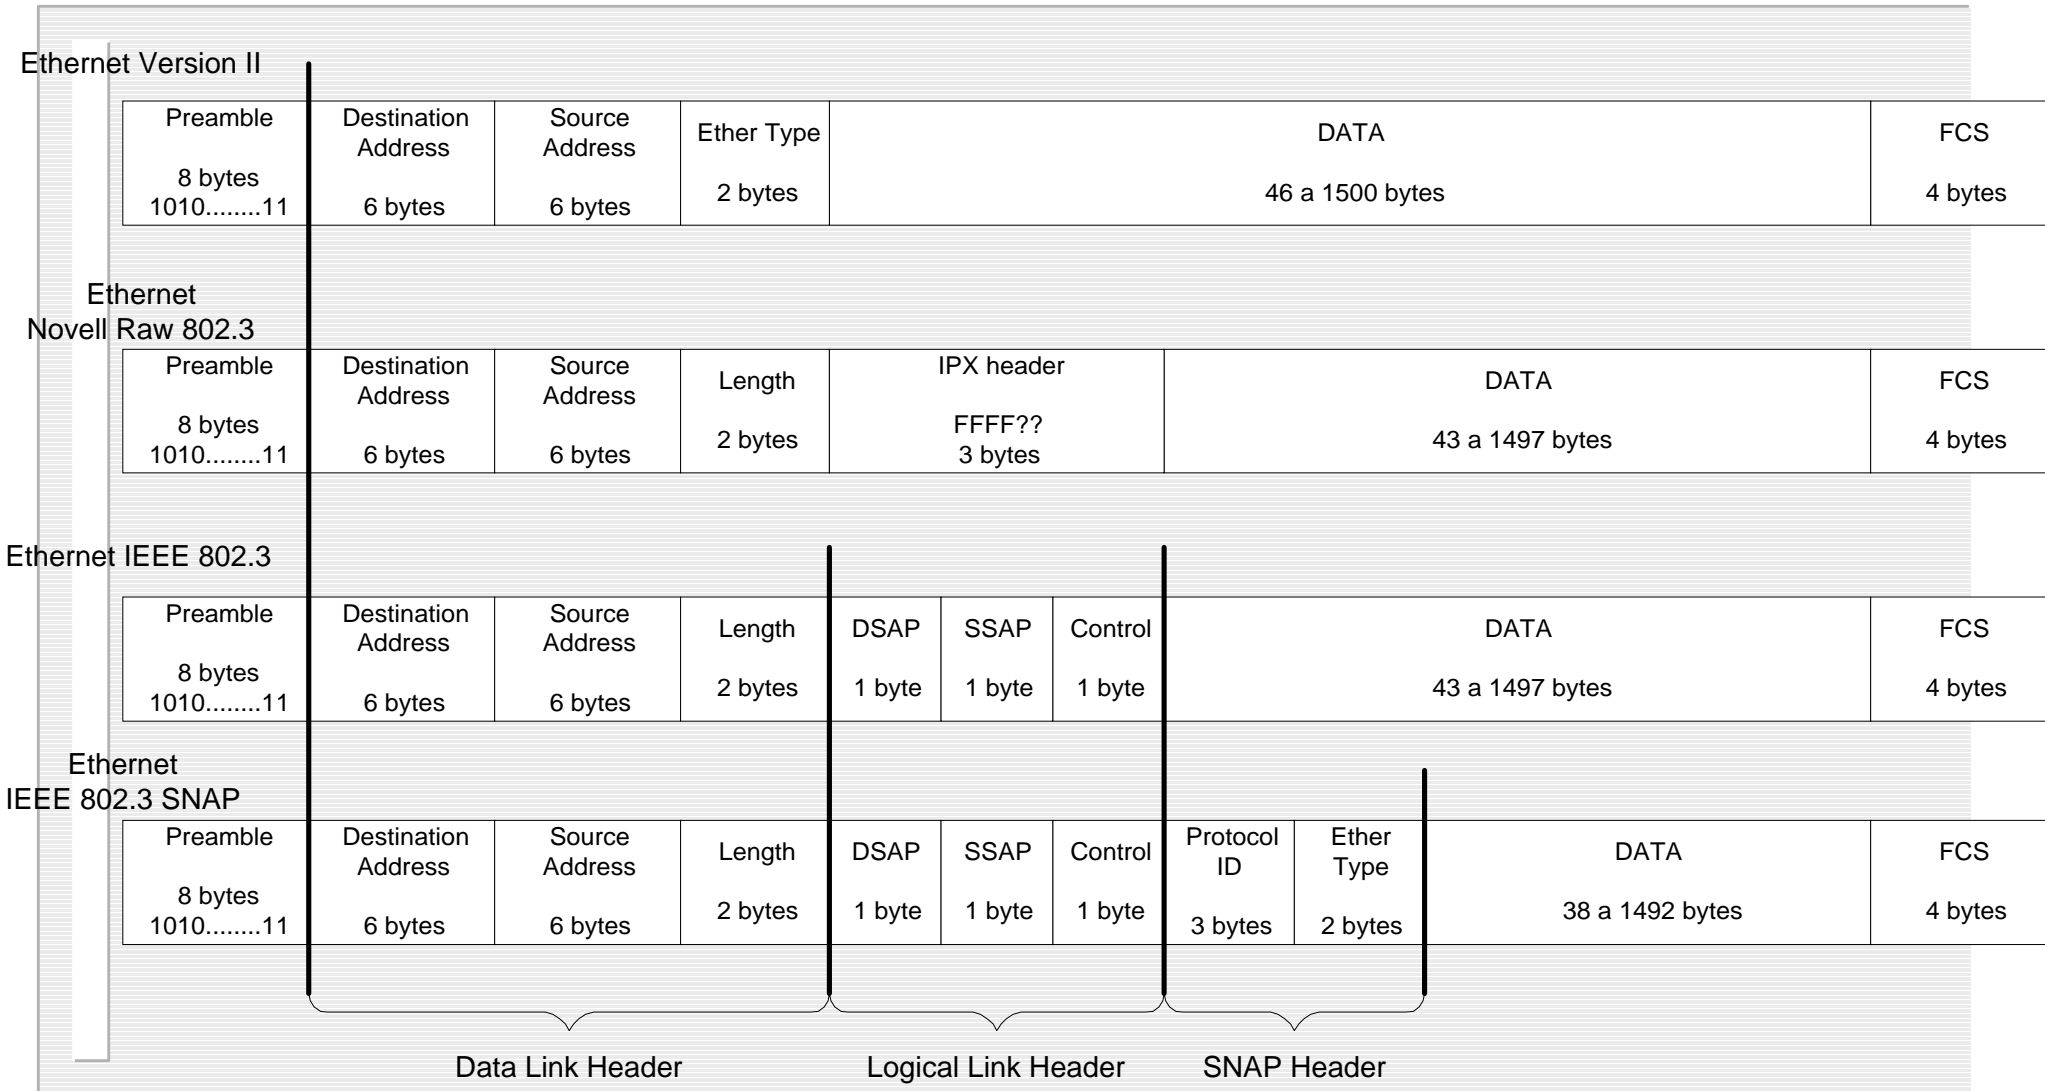 Ethernet Version II
Preamble
8 bytes
1010........11
Destination
Address
6 bytes
Source
Address
6 bytes
Ether Type
2 bytes
DATA
46 a 1500 bytes
FCS
4 bytes
Ethernet
Novell Raw 802.3
Preamble
8 bytes
1010........11
Destination
Address
6 bytes
Source
Address
6 bytes
Length
2 bytes
IPX header
FFFF??
3 bytes
DATA
43 a 1497 bytes
FCS
4 bytes
Ethernet IEEE 802.3
Preamble
8 bytes
1010........11
Destination
Address
6 bytes
Source
Address
6 bytes
Length
2 bytes
DSAP
1 byte
SSAP
1 byte
Control
1 byte
DATA
43 a 1497 bytes
FCS
4 bytes
Ethernet
IEEE 802.3 SNAP
Preamble
8 bytes
1010........11
Destination
Address
6 bytes
Source
Address
6 bytes
Length
2 bytes
DSAP
1 byte
SSAP
1 byte
Control
1 byte
Protocol
ID
3 bytes
Ether
Type
2 bytes
DATA
38 a 1492 bytes
FCS
4 bytes
Data Link Header
Logical Link Header
SNAP Header